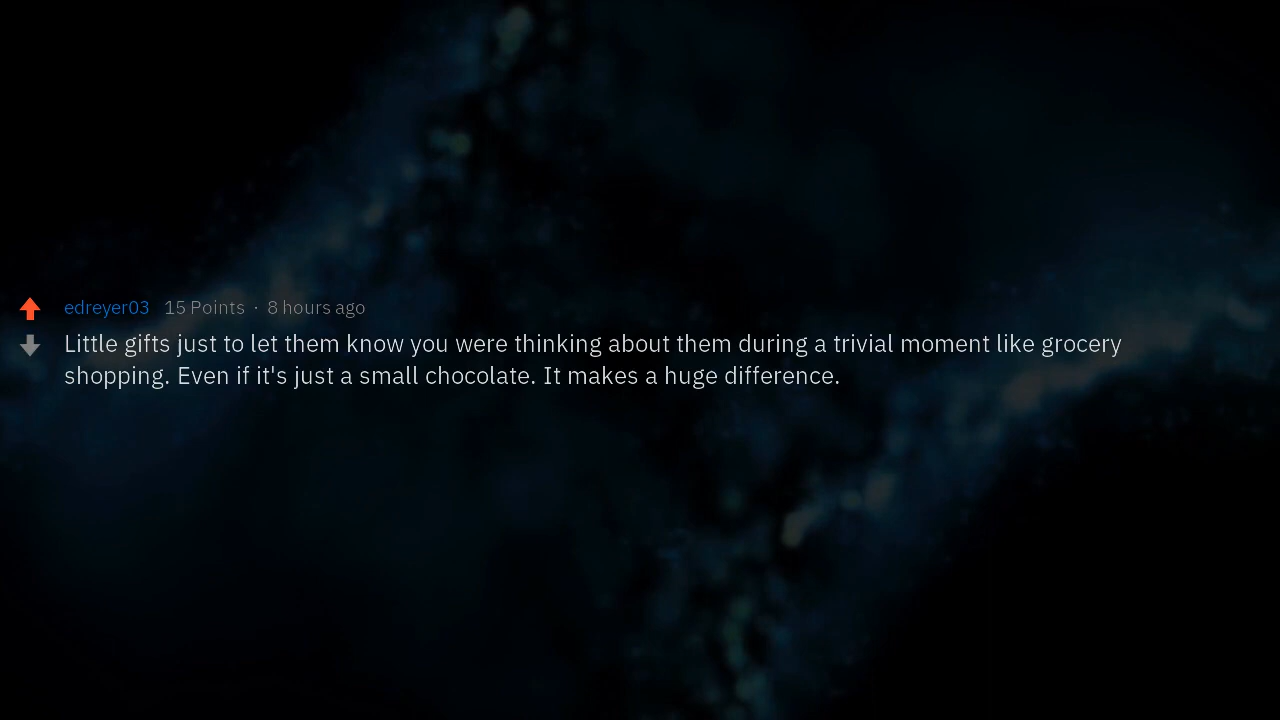 edreyer03 15 Points · 8 hours ago
Little gifts just to let them know you were thinking about them during a trivial moment like grocery
shopping. Even if it's just a small chocolate. It makes a huge difference.